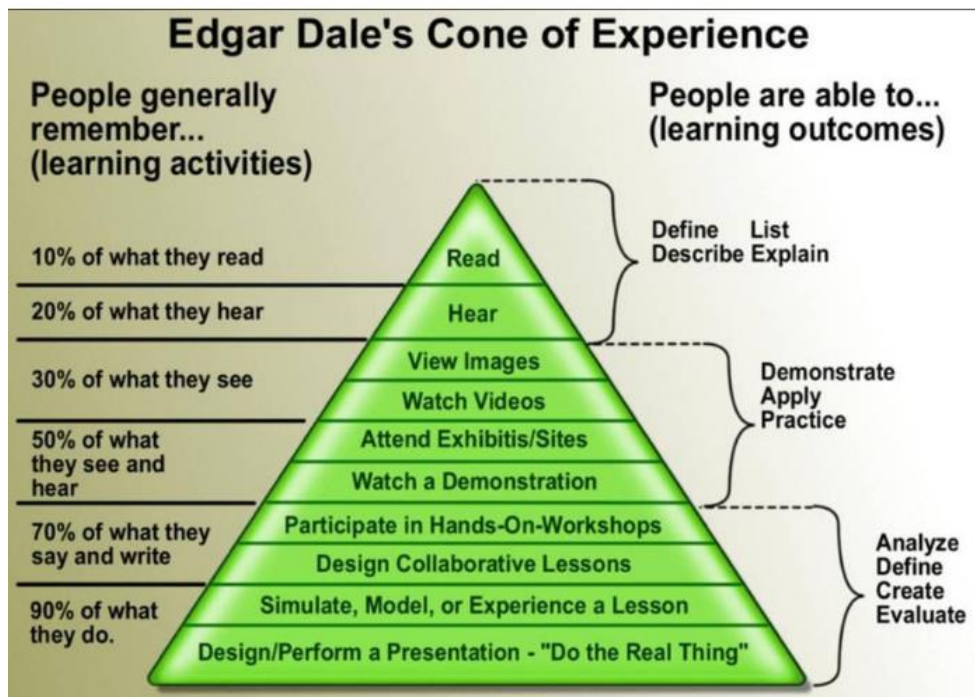 Edgar Dale's Cone of Experience
People generally
remember...
(learning activities)
People are able to...
(learning outcomes)
10% of what they read
20% of what they hear
30% of what they see
50% of what
they see and
hear
70% of what they
say and write
90% of what
they do.
Read
Hear
View Images
Watch Videos
Attend Exhibitis/Sites
Watch a Demonstration
Participate in Hands-On-Workshops
Design Collaborative Lessons
Simulate, Model, or Experience a Lesson
Design/Perform a Presentation - "Do the Real Thing"
Define List
Describe Explain
Demonstrate
Apply
Practice
Analyze
Define
Create
Evaluate